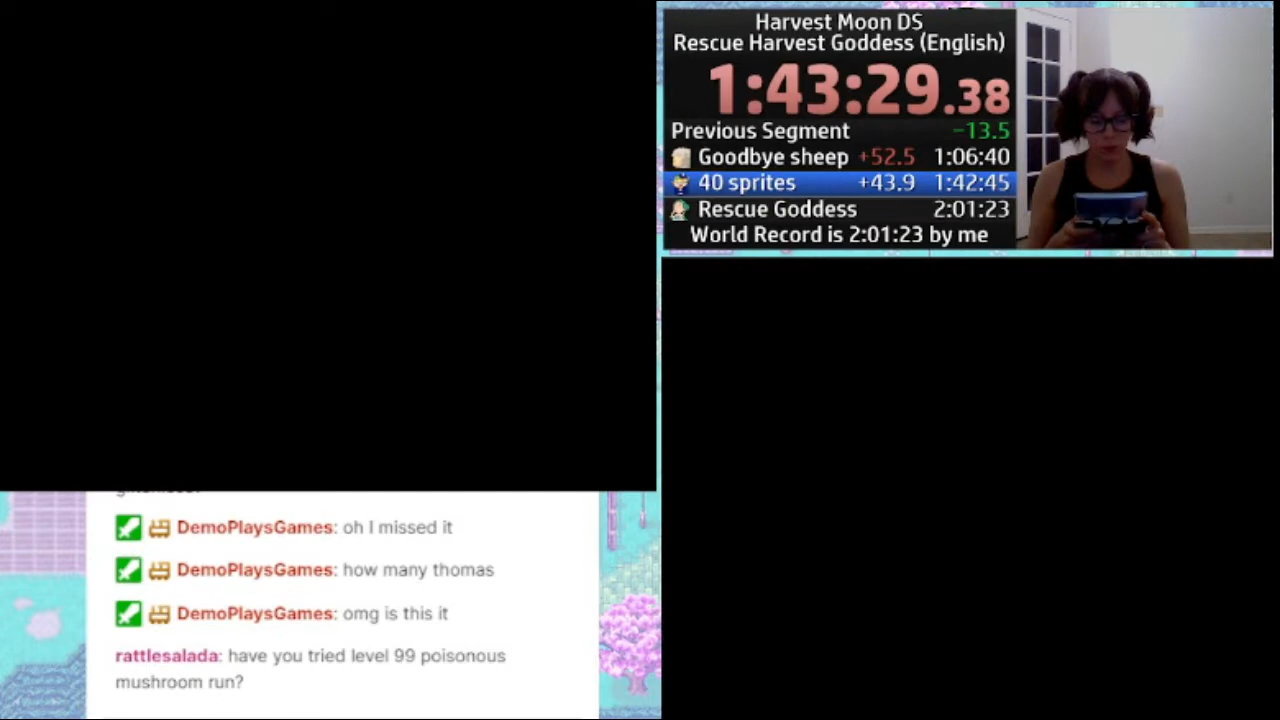 Harvest Moon DS
Rescue Harvest Goddess (English)
1:43:29.38
Previous Segment −13.5
Goodbye sheep +52.5 1:06:40
40 sprites +43.9 1:42:45
Rescue Goddess 2:01:23
World Record is 2:01:23 by me
DemoPlaysGames: oh I missed it
DemoPlaysGames: how many thomas
DemoPlaysGames: omg is this it
rattlesalada: have you tried level 99 poisonous
mushroom run?